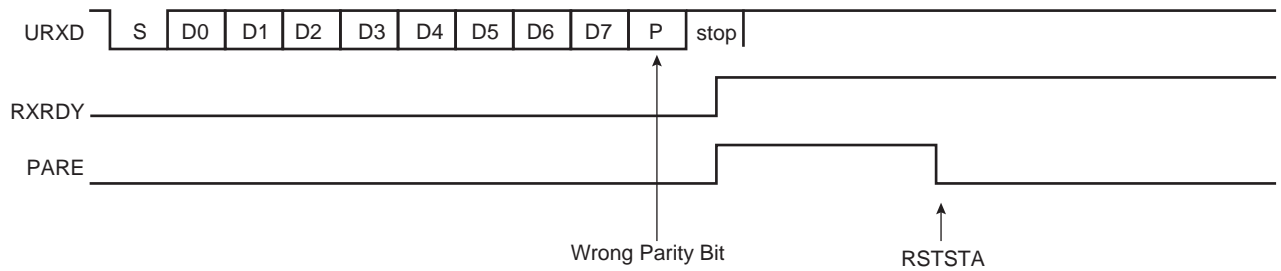 URXD S D0 D1 D2 D3 D4 D5 D6 D7 P stop
RXRDY
PARE
Wrong Parity Bit
RSTSTA